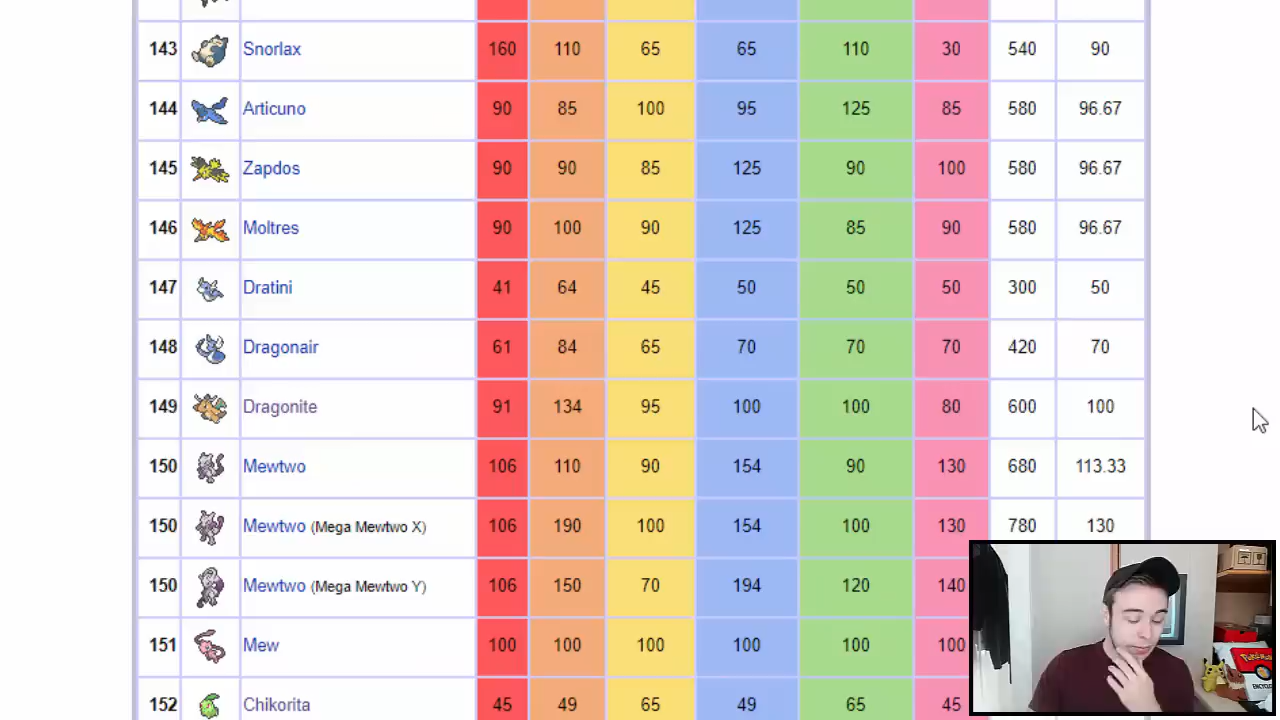 143 Snorlax 160 110 65 65 110 30 540 90
144 Articuno 90 85 100 95 125 85 580 96.67
145 Zapdos 90 90 85 125 90 100 580 96.67
146 Moltres 90 100 90 125 85 90 580 96.67
147 Dratini 41 64 45 50 50 50 300 50
148 Dragonair 61 84 65 70 70 70 420 70
149 Dragonite 91 134 95 100 100 80 600 100
150 Mewtwo 106 110 90 154 90 130 680 113.33
150 Mewtwo (Mega Mewtwo X) 106 190 100 154 100 130 780 130
150 Mewtwo (Mega Mewtwo Y) 106 150 70 194 120 140
151 Mew 100 100 100 100 100 100
152 Chikorita 45 49 65 49 65 45
Pokémon